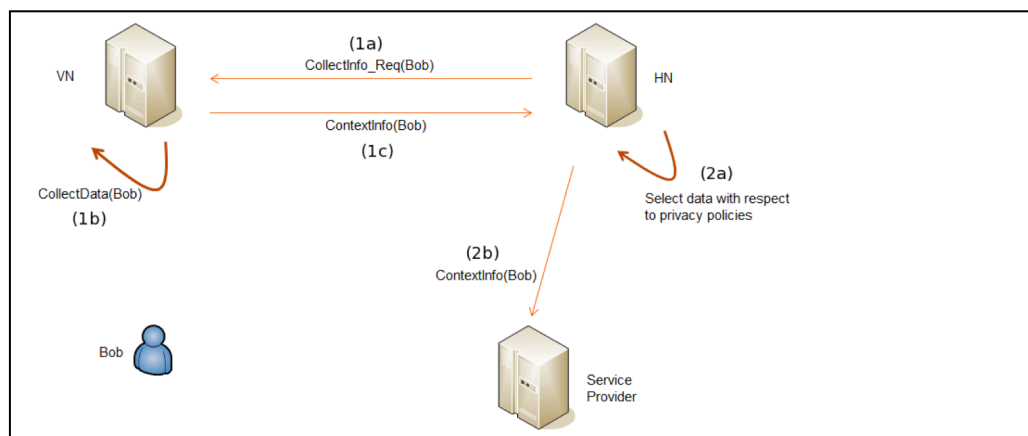 (1a)
CollectInfo_Req(Bob)
VN
HN
ContextInfo(Bob)
(1c)
(2a)
CollectData(Bob)
Select data with respect
to privacy policies
(1b)
(2b)
ContextInfo(Bob)
Bob
Service
Provider